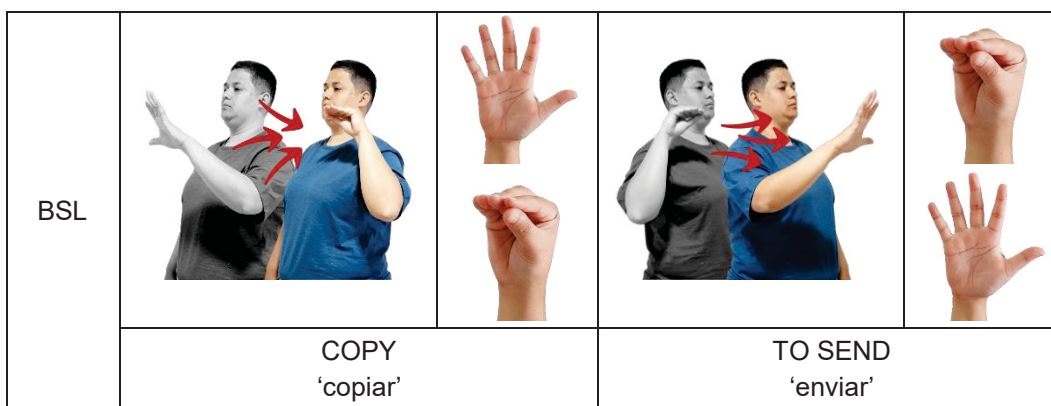 BSL
COPY
‘copiar’
TO SEND
‘enviar’